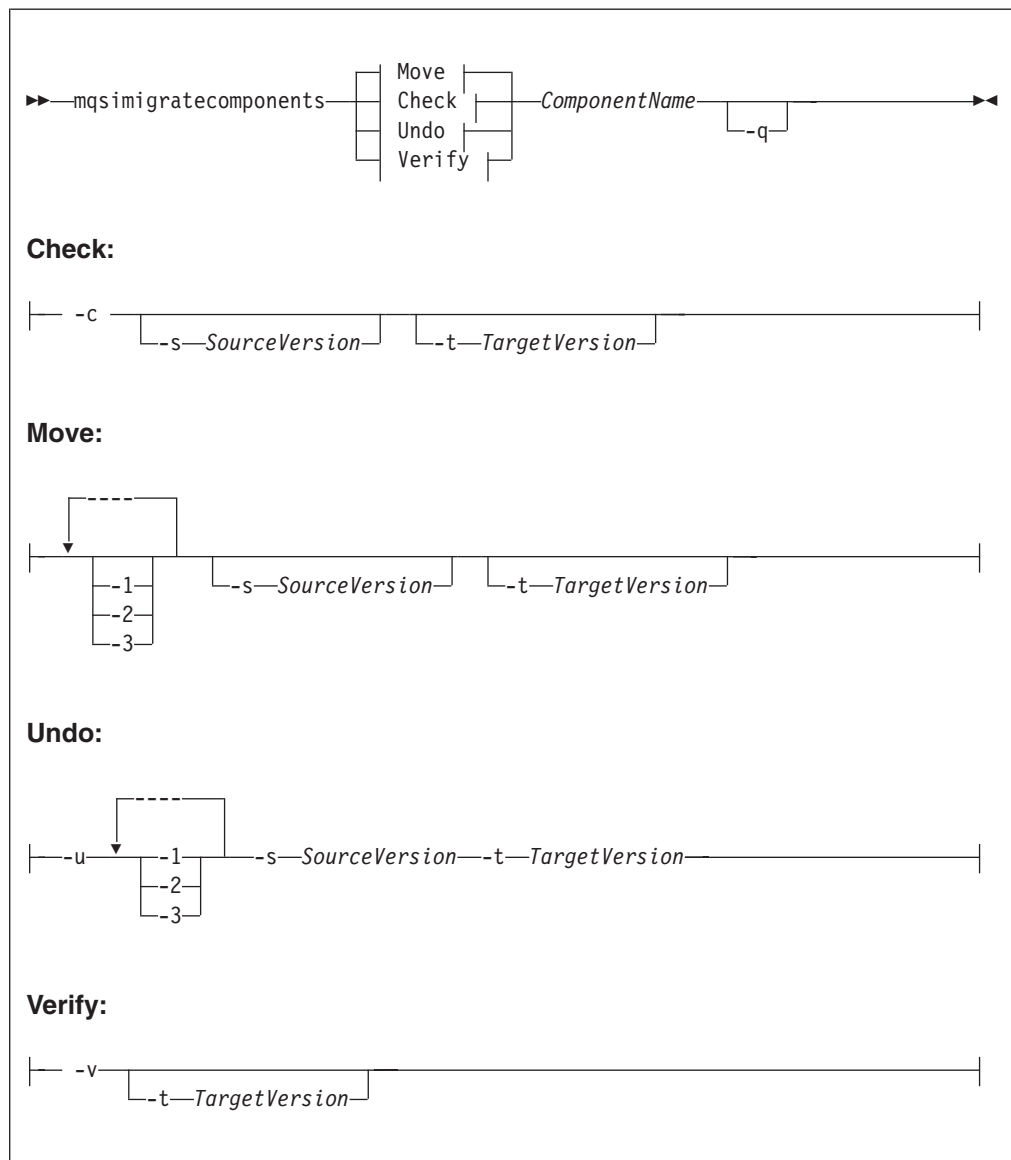 Move
mqsimigratecomponents Check ComponentName
Undo -q
Verify
Check:
-c
-s SourceVersion -t TargetVersion
Move:
----
-1 -s SourceVersion -t TargetVersion
-2
-3
Undo:
----
-u -1 -s SourceVersion -t TargetVersion
-2
-3
Verify:
-v
-t TargetVersion